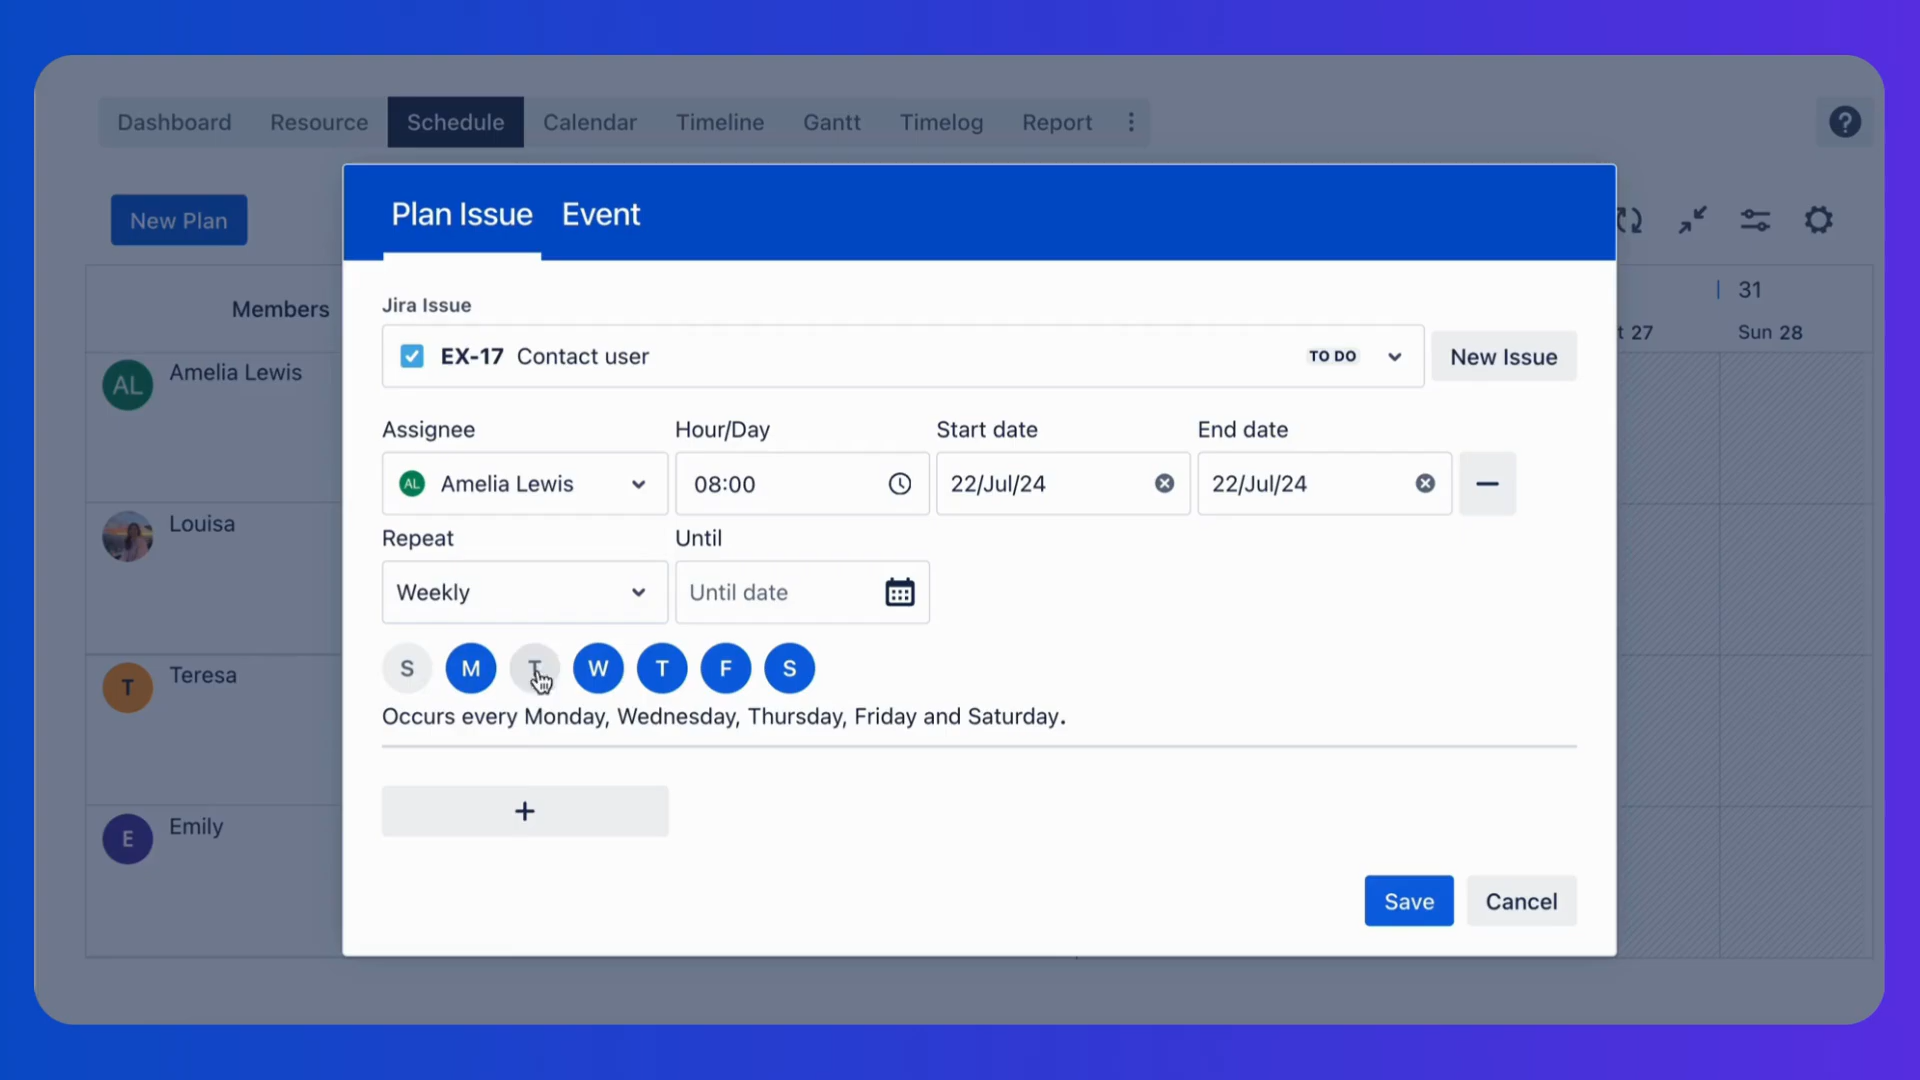 Dashboard Resource Schedule Calendar Timeline Gantt Timelog Report
?
New Plan
Plan Issue Event
Members
31
t 27 Sun 28
Jira Issue
EX-17 Contact user TO DO New Issue
AL Amelia Lewis
Assignee Hour/Day Start date End date
AL Amelia Lewis 08:00 22/Jul/24 22/Jul/24
Louisa
Repeat Until
Weekly Until date
S M T W T F S
T Teresa
Occurs every Monday, Wednesday, Thursday, Friday and Saturday.
+
E Emily
Save Cancel